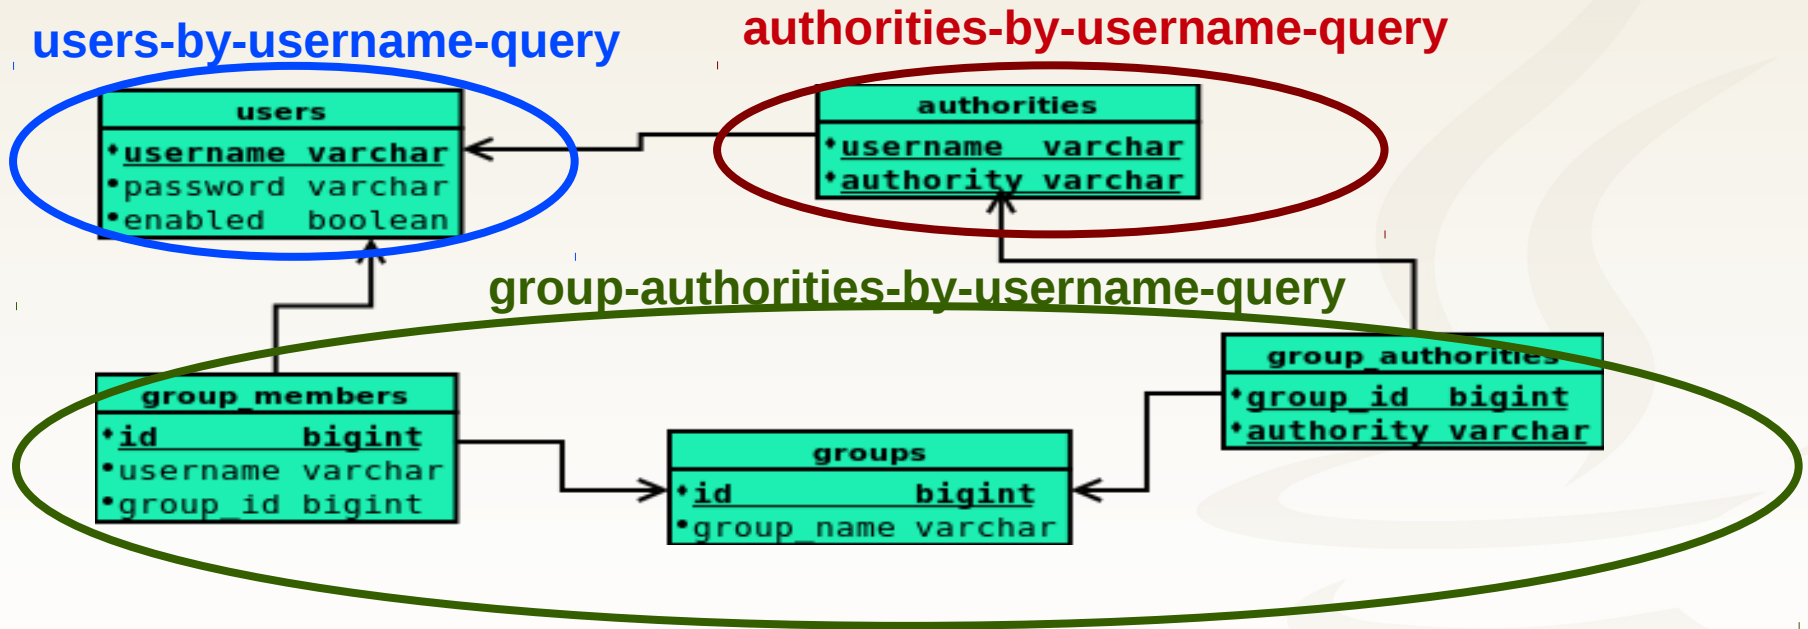 users-by-username-query
authorities-by-username-query
users
username varchar
password varchar
enabled boolean
authorities
username varchar
authority varchar
group-authorities-by-username-query
group_members
id bigint
username varchar
group_id bigint
groups
id bigint
group_name varchar
group_authorities
group_id bigint
authority varchar